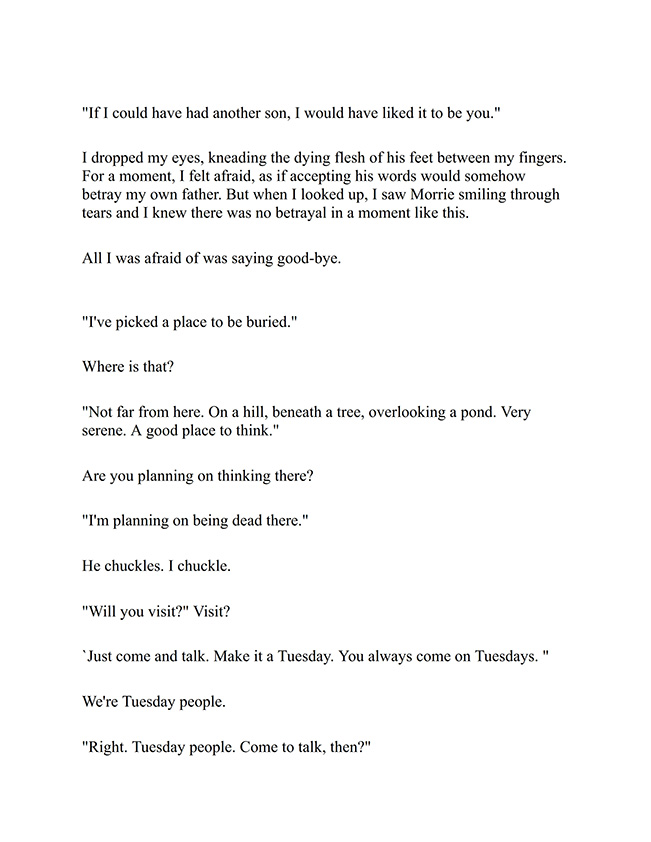 "If I could have had another son, I would have liked it to be you."
I dropped my eyes, kneading the dying flesh of his feet between my fingers.
For a moment, I felt afraid, as if accepting his words would somehow
betray my own father. But when I looked up, I saw Morrie smiling through
tears and I knew there was no betrayal in a moment like this.
All I was afraid of was saying good-bye.
"I've picked a place to be buried."
Where is that?
"Not far from here. On a hill, beneath a tree, overlooking a pond. Very
serene. A good place to think."
Are you planning on thinking there?
"I'm planning on being dead there."
He chuckles. I chuckle.
"Will you visit?" Visit?
`Just come and talk. Make it a Tuesday. You always come on Tuesdays. "
We're Tuesday people.
"Right. Tuesday people. Come to talk, then?"